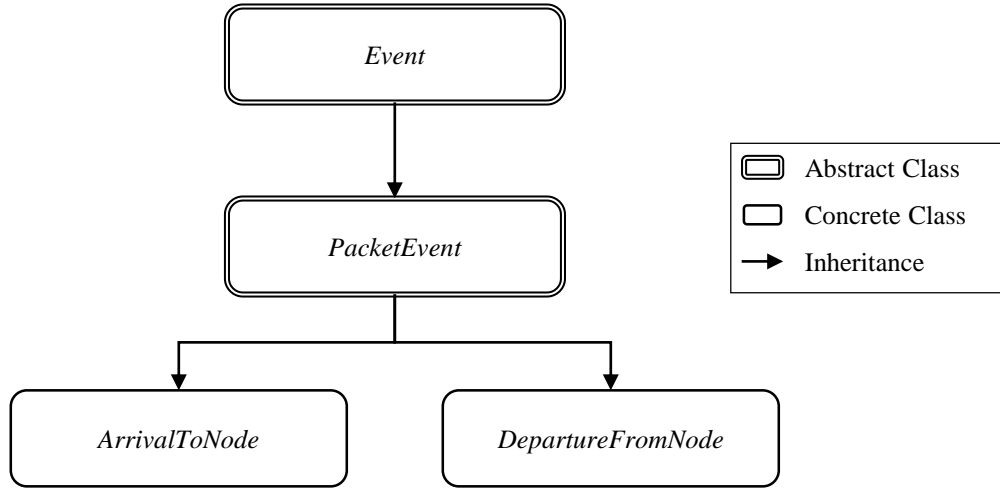 Event
PacketEvent
ArrivalToNode
DepartureFromNode
Abstract Class
Concrete Class
Inheritance